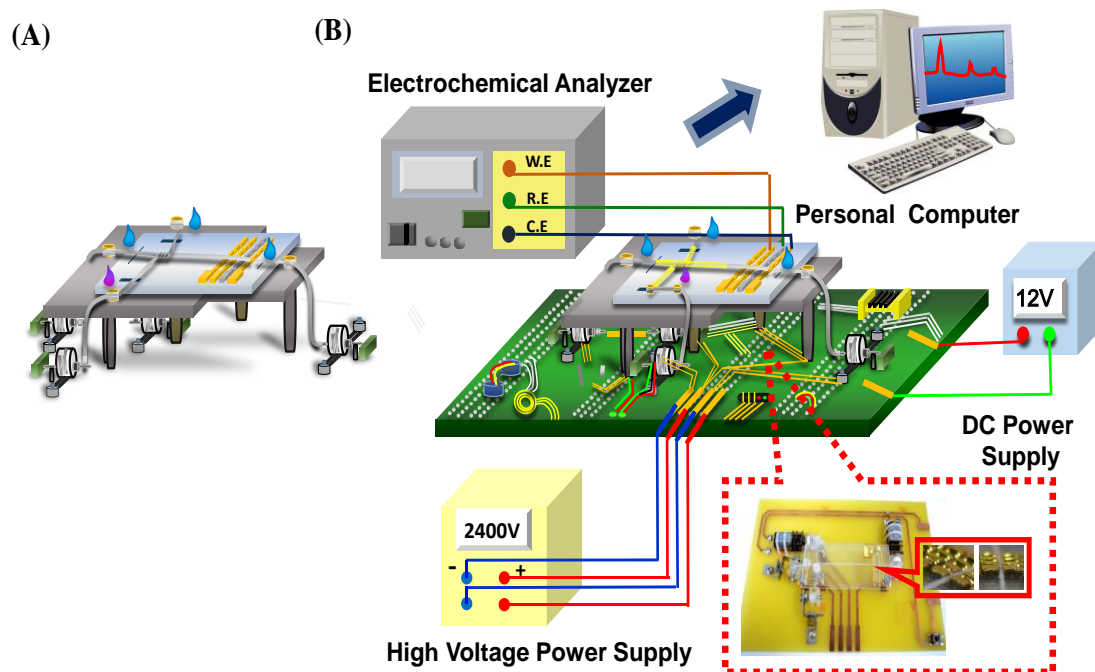 (A)
(B)
Electrochemical Analyzer
W.E
R.E
C.E
Personal Computer
12V
DC Power
Supply
2400V
- +
High Voltage Power Supply